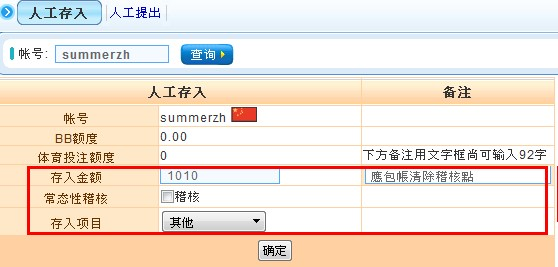 人工存入 人工提出
帐号: summerzh 查询
人工存入 备注
帐号 summerzh
BB额度 0.00
体育投注额度 0 下方备注用文字框尚可输入92字
存入金额 1010 應包帳清除稽核點
常态性稽核 稽核
存入项目 其他
确定